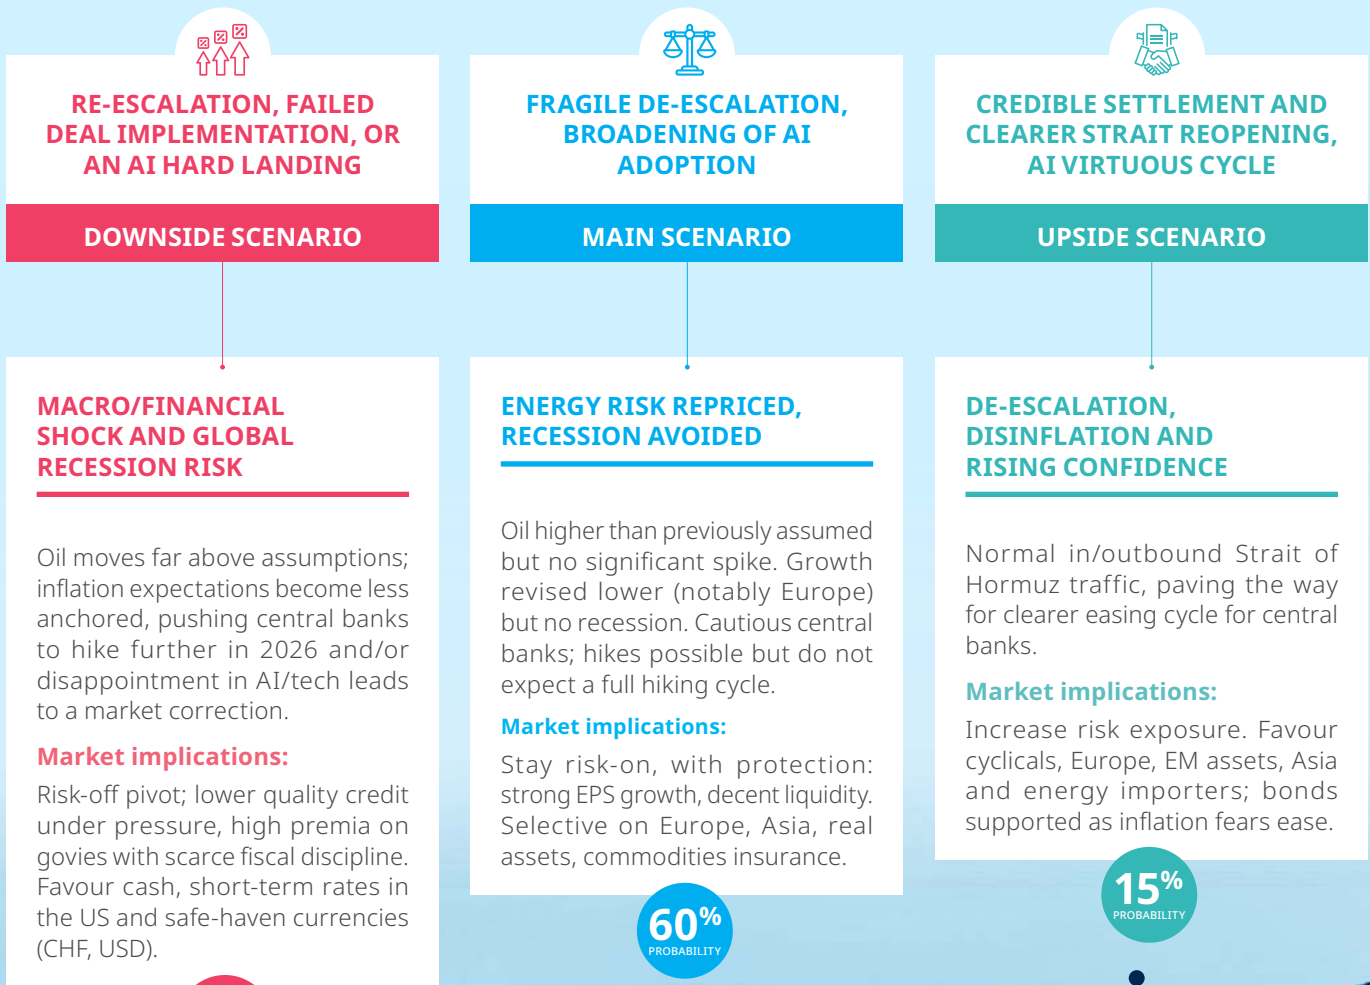 RE-ESCALATION, FAILED
DEAL IMPLEMENTATION, OR
AN AI HARD LANDING
DOWNSIDE SCENARIO
MACRO/FINANCIAL
SHOCK AND GLOBAL
RECESSION RISK
Oil moves far above assumptions;
inflation expectations become less
anchored, pushing central banks
to hike further in 2026 and/or
disappointment in AI/tech leads
to a market correction.
Market implications:
Risk-off pivot; lower quality credit
under pressure, high premia on
govies with scarce fiscal discipline.
Favour cash, short-term rates in
the US and safe-haven currencies
(CHF, USD).
FRAGILE DE-ESCALATION,
BROADENING OF AI
ADOPTION
MAIN SCENARIO
ENERGY RISK REPRICED,
RECESSION AVOIDED
Oil higher than previously assumed
but no significant spike. Growth
revised lower (notably Europe)
but no recession. Cautious central
banks; hikes possible but do not
expect a full hiking cycle.
Market implications:
Stay risk-on, with protection:
strong EPS growth, decent liquidity.
Selective on Europe, Asia, real
assets, commodities insurance.
60%
PROBABILITY
CREDIBLE SETTLEMENT AND
CLEARER STRAIT REOPENING,
AI VIRTUOUS CYCLE
UPSIDE SCENARIO
DE-ESCALATION,
DISINFLATION AND
RISING CONFIDENCE
Normal in/outbound Strait of
Hormuz traffic, paving the way
for clearer easing cycle for central
banks.
Market implications:
Increase risk exposure. Favour
cyclicals, Europe, EM assets, Asia
and energy importers; bonds
supported as inflation fears ease.
15%
PROBABILITY